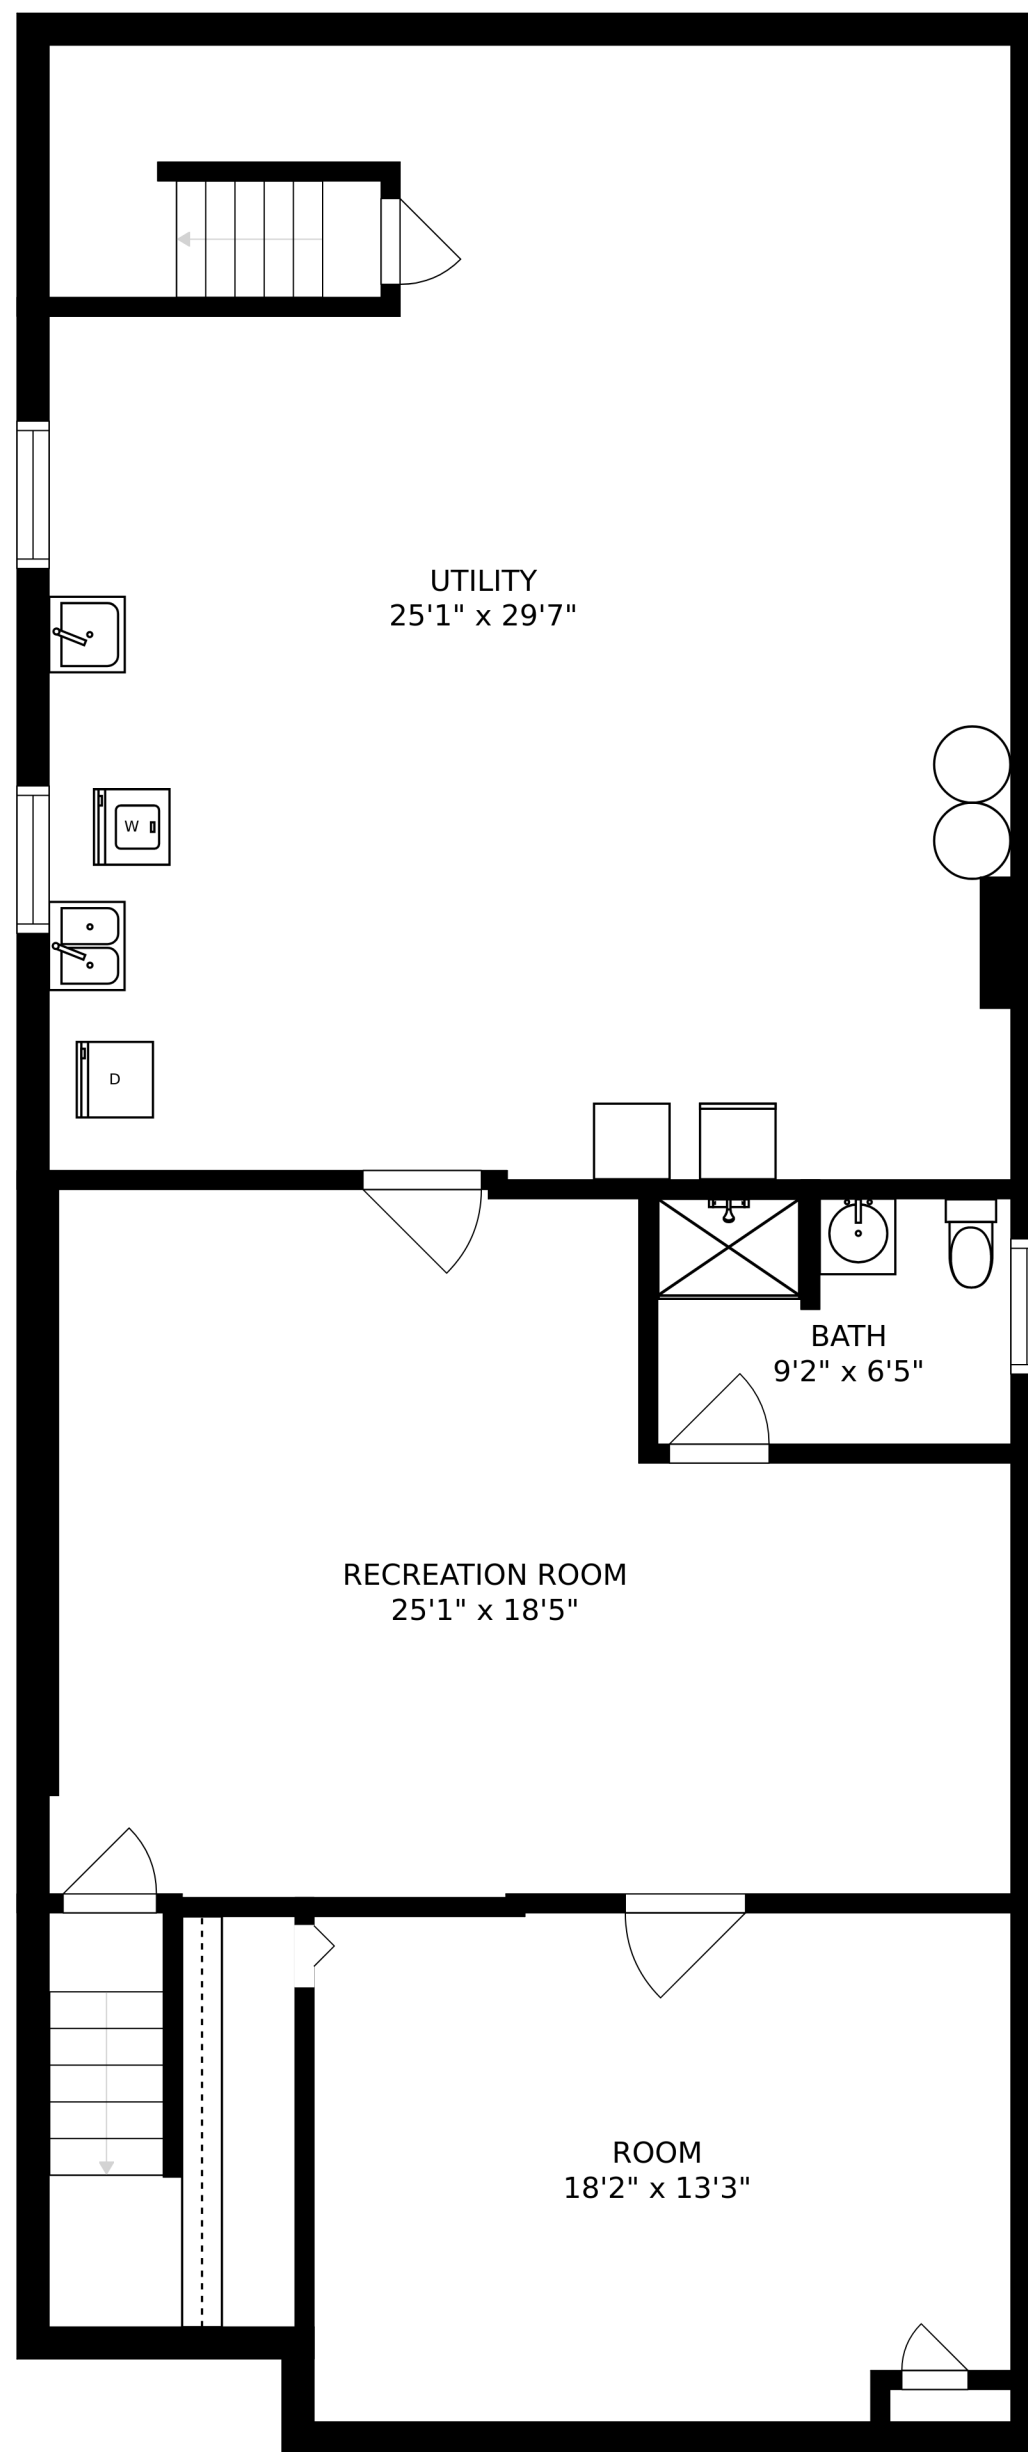 UTILITY
25'1" x 29'7"
W
D
BATH
9'2" x 6'5"
RECREATION ROOM
25'1" x 18'5"
ROOM
18'2" x 13'3"